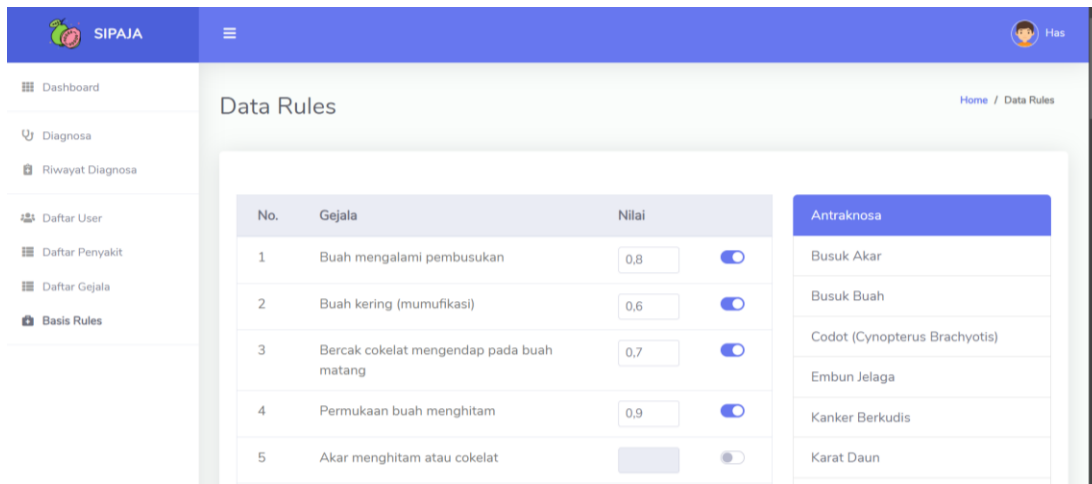 SIPAJA
Has
Dashboard
Diagnosa
Riwayat Diagnosa
Daftar User
Daftar Penyakit
Daftar Gejala
Basis Rules
Data Rules
Home / Data Rules
No. Gejala Nilai
1 Buah mengalami pembusukan 0,8
2 Buah kering (mumufikasi) 0,6
3 Bercak cokelat mengendap pada buah 0,7
matang
4 Permukaan buah menghitam 0,9
5 Akar menghitam atau cokelat
Antraknosa
Busuk Akar
Busuk Buah
Codot (Cynopterus Brachyotis)
Embun Jelaga
Kanker Berkudis
Karat Daun